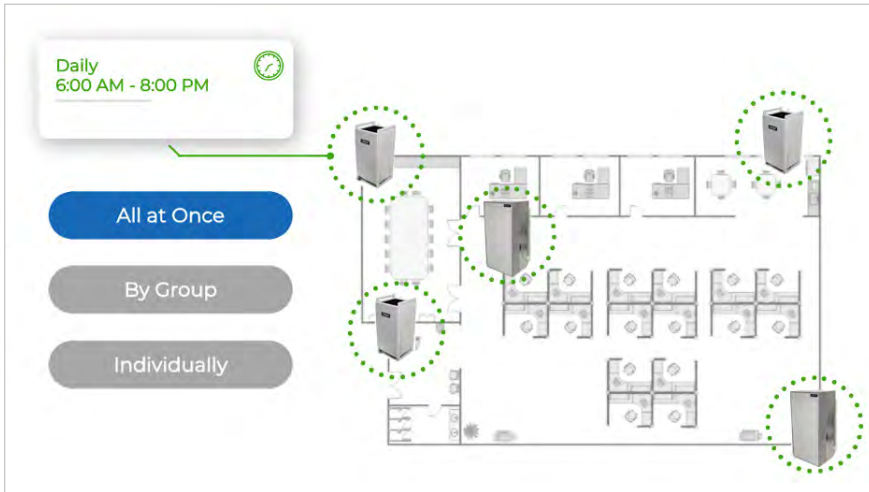 Daily
6:00 AM - 8:00 PM
All at Once
By Group
Individually